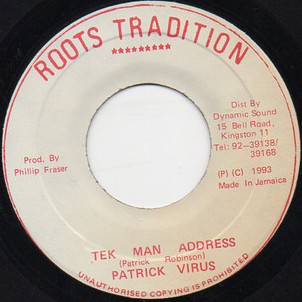 ROOTS TRADITION
**********
Dist By
Dynamic Sound
15 Bell Road,
Kingston 11
Tel: 92-39138/
39168
Prod. By
Phillip Fraser
(P) (C) 1993
Made In Jamaica
TEK MAN ADDRESS
(Patrick Robinson)
PATRICK VIRUS
UNAUTHORISED COPYING IS PROHIBITED